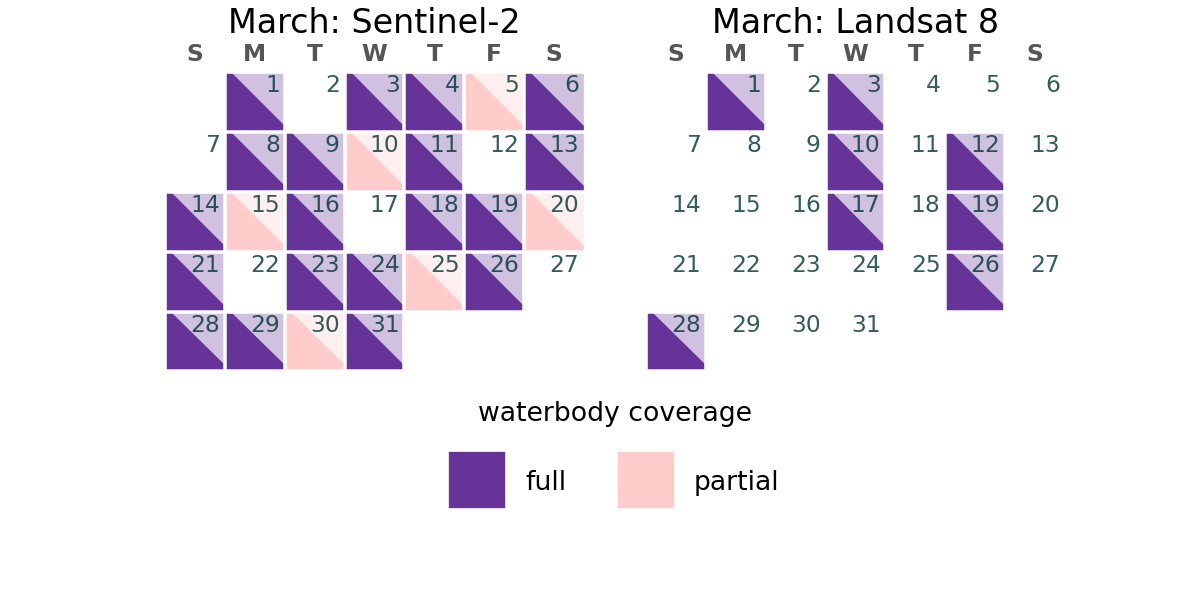 March: Sentinel-2
S M T W T F S
1 2 3 4 5 6
7 8 9 10 11 12 13
14 15 16 17 18 19 20
21 22 23 24 25 26 27
28 29 30 31
March: Landsat 8
S M T W T F S
1 2 3 4 5 6
7 8 9 10 11 12 13
14 15 16 17 18 19 20
21 22 23 24 25 26 27
28 29 30 31
waterbody coverage
full partial